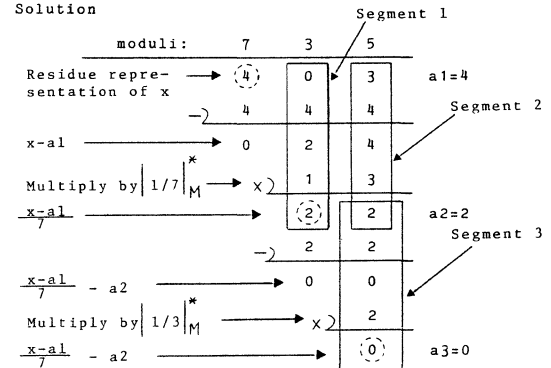 Solution
Segment 1
moduli: 7 3 5
Residue repre- 4 0 3 a1=4
sentation of x
- 4 4 4
Segment 2
x-a1 0 2 4
Multiply by |1/7|*M x) 1 3
x-a1/7 2 2 a2=2
Segment 3
- 2 2
x-a1/7 - a2 0 0
Multiply by |1/3|*M x) 2
x-a1/7 - a2 0 a3=0